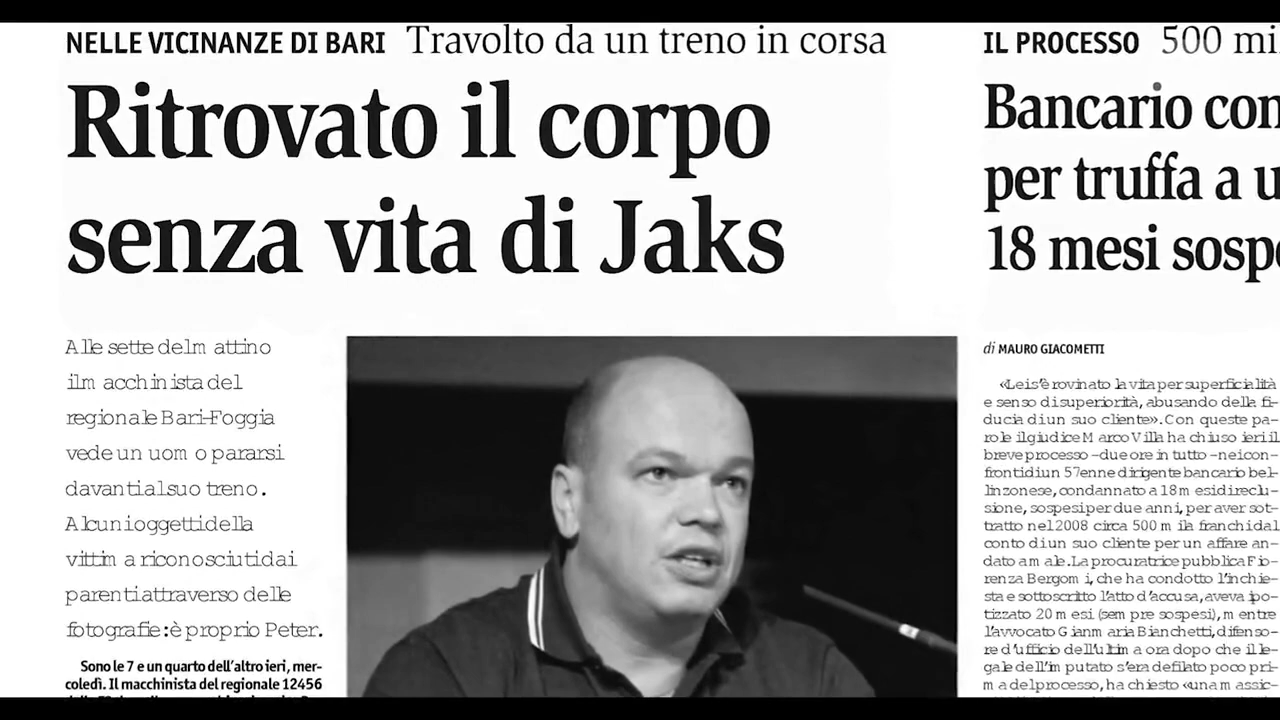 NELLE VICINANZE DI BARI Travolto da un treno in corsa
Ritrovato il corpo
senza vita di Jaks
Alle sette del mattino
il macchinista del
regionale Bari-Foggia
vede un uomo pararsi
davanti al suo treno.
Alcuni oggetti della
vittima riconosciuti dai
parenti attraverso delle
fotografie: è proprio Peter.
Sono le 7 e un quarto dell'altro ieri, mer-
coledì. Il macchinista del regionale 12456
IL PROCESSO 500 mi
Bancario con
per truffa a u
18 mesi sospe
di MAURO GIACOMETTI
«Lei s'è rovinato la vita per superficialità
e senso di superiorità, abusando della fi-
ducia di un suo cliente». Con queste pa-
role il giudice Marco Villa ha chiuso ieri il
breve processo – due ore in tutto – nei con-
fronti di un 57enne dirigente bancario bel-
linzonese, condannato a 18 mesi di reclu-
sione, sospesi per due anni, per aver sot-
tratto nel 2008 circa 500 mila franchi dal
conto di un suo cliente per un affare an-
dato a male. La procuratrice pubblica Fio-
renza Bergomi, che ha condotto l'inchie-
sta e sottoscritto l'atto d'accusa, aveva ipo-
tizzato 20 mesi (sempre sospesi), mentre
l'avvocato Gianmaria Bianchetti, difenso-
re d'ufficio dell'ultima ora dopo che il le-
gale dell'imputato s'era defilato poco pri-
ma del processo, ha chiesto «una massic-